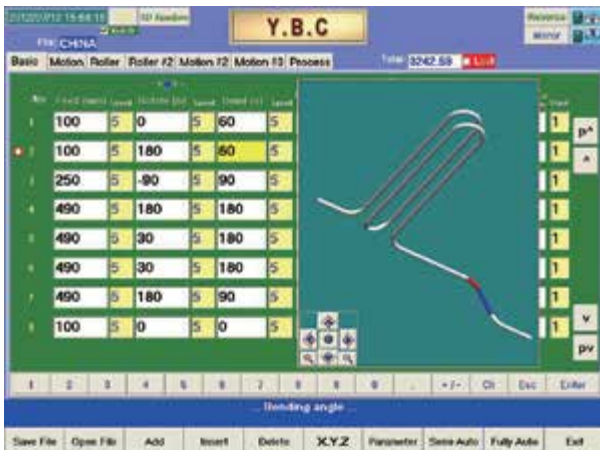 3D Render
Y.B.C
Reverse
Mirror
File: CHINA
Basic Motion Roller Roller #2 Motion #2 Motion #3 Process
Total 3242.58
1 100 5 0 5 60 5 1
P^
2 100 180 5 60 5 1
^
3 250 5 -90 5 90 5 1
4 490 5 180 5 180 5 1
5 490 5 30 5 180 5 1
6 490 5 30 5 180 5 1
7 490 5 180 5 90 5 1
v
8 100 5 0 5 0 5 1
pv
1 2 3 4 5 6 7 8 9 0 . +/- Clr Esc Enter
... Bending angle ...
Save File Open File Add Insert Delete X.Y.Z Parameter Semi Auto Fully Auto Exit